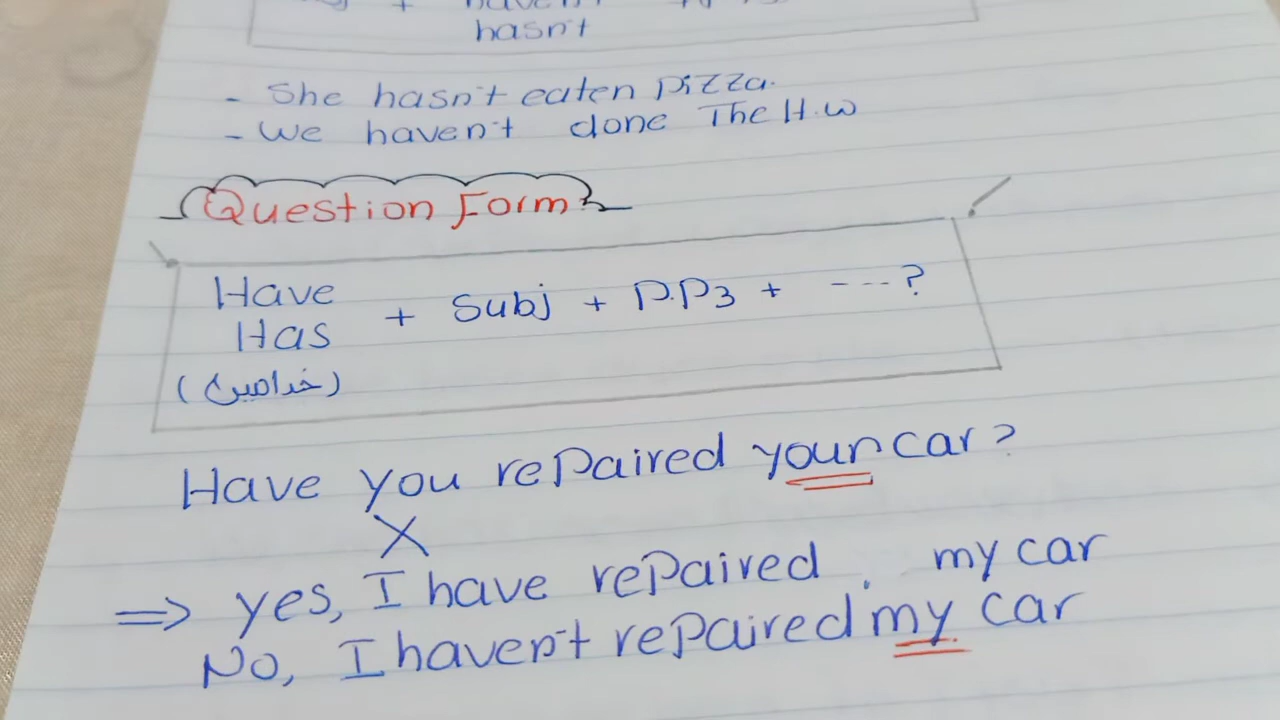 hasn't
- She hasn't eaten pizza.
- We haven't done The H.w
Question Form
Have
Has + Subj + P.P3 + ---?
(خدامين)
Have you repaired your car?
X
⇒ yes, I have repaired. my car
No, I haven't repaired my car